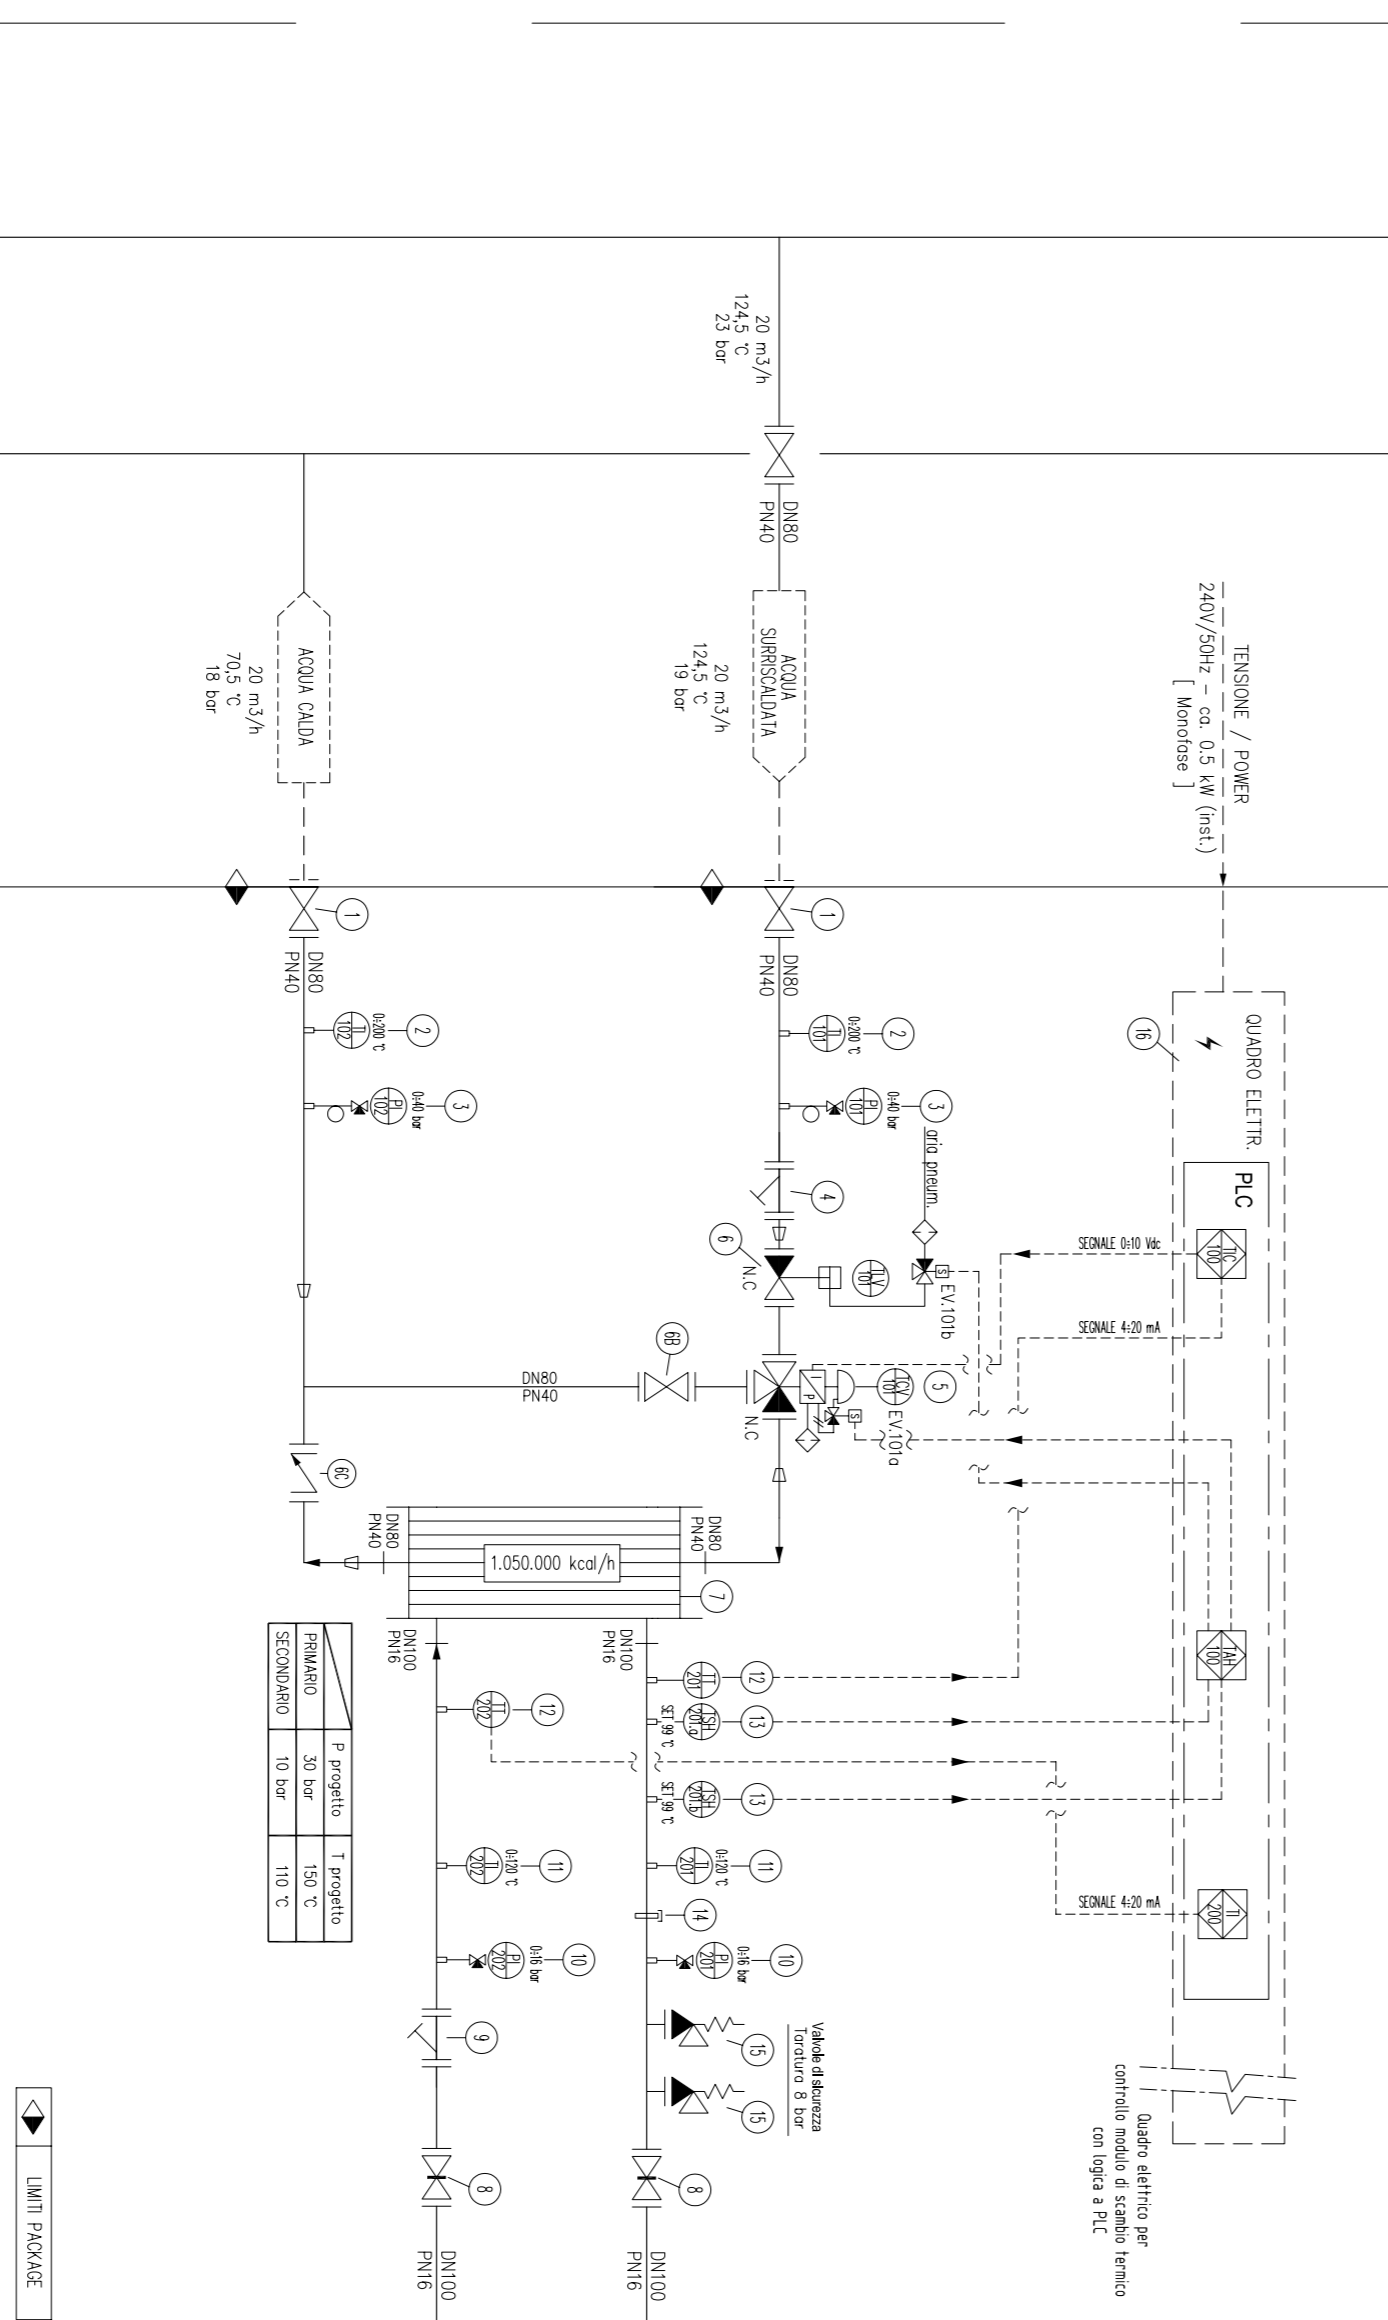 TENSIONE / POWER
240V/50Hz – ca. 0.5 kW (inst.)
[ Monofase ]
QUADRO ELETTR.
16
PLC
TIC
100
TAH
100
TI
200
SEGNALE 0÷10 Vdc
SEGNALE 4÷20 mA
SEGNALE 4÷20 mA
Quadro elettrico per
controllo modulo di scambio termico
con logica a PLC
20 m3/h
124,5 °C
23 bar
DN80
PN40
ACQUA
SURRISCALDATA
20 m3/h
124,5 °C
19 bar
1
DN80
PN40
2
0÷200 °C
TI
101
3
0÷40 bar
PI
101
aria pneum.
4
6
N.C
TLV
101
S
EV.101b
5
TCV
101
I
P
S
EV.101a
N.C
6B
DN80
PN40
ACQUA CALDA
20 m3/h
70,5 °C
18 bar
1
DN80
PN40
2
0÷200 °C
TI
102
3
0÷40 bar
PI
102
6C
DN80
PN40
DN80
PN40
1.050.000 kcal/h
7
DN100
PN16
12
TT
201
13
TSH
201.a
SET 99 °C
13
TSH
201.b
SET 99 °C
11
0÷120 °C
TI
201
14
10
0÷16 bar
PI
201
Valvole di sicurezza
Taratura 8 bar
15
15
8
DN100
PN16
DN100
PN16
12
TT
202
11
0÷120 °C
TI
202
10
0÷16 bar
PI
202
9
8
DN100
PN16
P progetto
T progetto
PRIMARIO
30 bar
150 °C
SECONDARIO
10 bar
110 °C
LIMITI PACKAGE